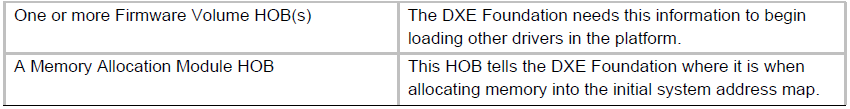 One or more Firmware Volume HOB(s)
The DXE Foundation needs this information to begin
loading other drivers in the platform.
A Memory Allocation Module HOB
This HOB tells the DXE Foundation where it is when
allocating memory into the initial system address map.